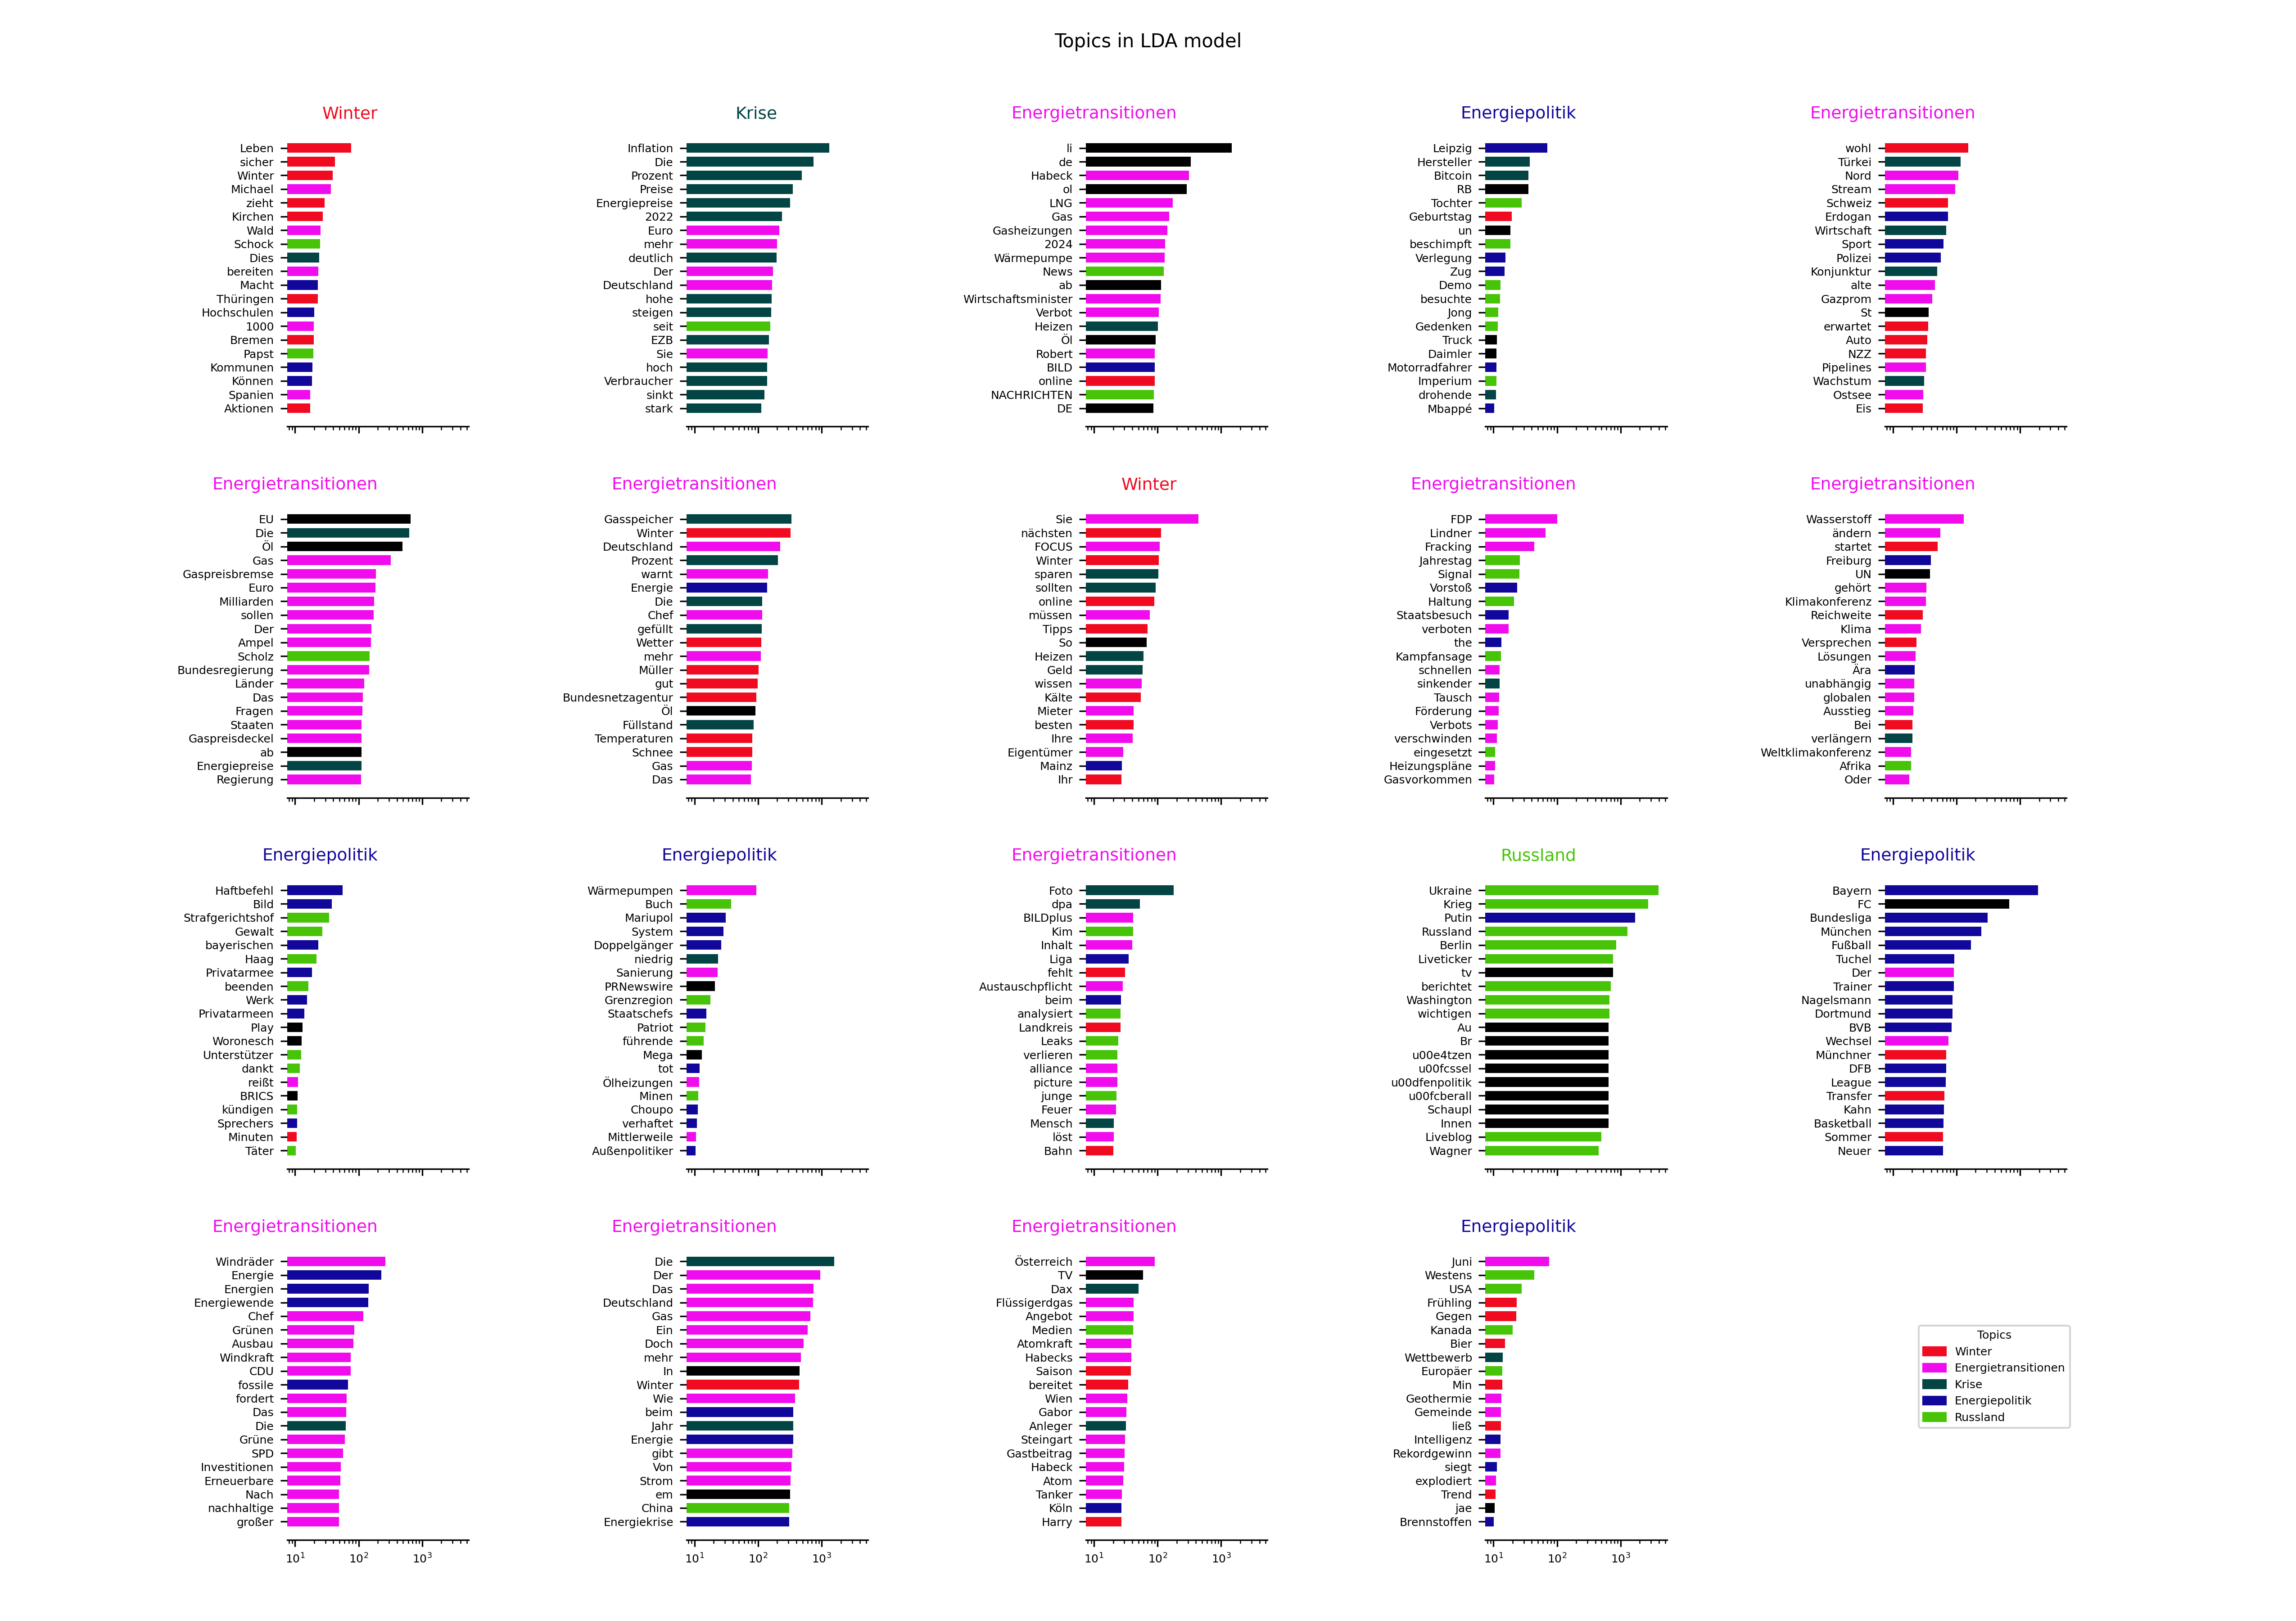 Topics in LDA model
Winter
Leben
sicher
Winter
Michael
zieht
Kirchen
Wald
Schock
Dies
bereiten
Macht
Thüringen
Hochschulen
1000
Bremen
Papst
Kommunen
Können
Spanien
Aktionen
Krise
Inflation
Die
Prozent
Preise
Energiepreise
2022
Euro
mehr
deutlich
Der
Deutschland
hohe
steigen
seit
EZB
Sie
hoch
Verbraucher
sinkt
stark
Energietransitionen
li
de
Habeck
ol
LNG
Gas
Gasheizungen
2024
Wärmepumpe
News
ab
Wirtschaftsminister
Verbot
Heizen
Öl
Robert
BILD
online
NACHRICHTEN
DE
Energiepolitik
Leipzig
Hersteller
Bitcoin
RB
Tochter
Geburtstag
un
beschimpft
Verlegung
Zug
Demo
besuchte
Jong
Gedenken
Truck
Daimler
Motorradfahrer
Imperium
drohende
Mbappé
Energietransitionen
wohl
Türkei
Nord
Stream
Schweiz
Erdogan
Wirtschaft
Sport
Polizei
Konjunktur
alte
Gazprom
St
erwartet
Auto
NZZ
Pipelines
Wachstum
Ostsee
Eis
Energietransitionen
EU
Die
Öl
Gas
Gaspreisbremse
Euro
Milliarden
sollen
Der
Ampel
Scholz
Bundesregierung
Länder
Das
Fragen
Staaten
Gaspreisdeckel
ab
Energiepreise
Regierung
Energietransitionen
Gasspeicher
Winter
Deutschland
Prozent
warnt
Energie
Die
Chef
gefüllt
Wetter
mehr
Müller
gut
Bundesnetzagentur
Öl
Füllstand
Temperaturen
Schnee
Gas
Das
Winter
Sie
nächsten
FOCUS
Winter
sparen
sollten
online
müssen
Tipps
So
Heizen
Geld
wissen
Kälte
Mieter
besten
Ihre
Eigentümer
Mainz
Ihr
Energietransitionen
FDP
Lindner
Fracking
Jahrestag
Signal
Vorstoß
Haltung
Staatsbesuch
verboten
the
Kampfansage
schnellen
sinkender
Tausch
Förderung
Verbots
verschwinden
eingesetzt
Heizungspläne
Gasvorkommen
Energietransitionen
Wasserstoff
ändern
startet
Freiburg
UN
gehört
Klimakonferenz
Reichweite
Klima
Versprechen
Lösungen
Ära
unabhängig
globalen
Ausstieg
Bei
verlängern
Weltklimakonferenz
Afrika
Oder
Energiepolitik
Haftbefehl
Bild
Strafgerichtshof
Gewalt
bayerischen
Haag
Privatarmee
beenden
Werk
Privatarmeen
Play
Woronesch
Unterstützer
dankt
reißt
BRICS
kündigen
Sprechers
Minuten
Täter
Energiepolitik
Wärmepumpen
Buch
Mariupol
System
Doppelgänger
niedrig
Sanierung
PRNewswire
Grenzregion
Staatschefs
Patriot
führende
Mega
tot
Ölheizungen
Minen
Choupo
verhaftet
Mittlerweile
Außenpolitiker
Energietransitionen
Foto
dpa
BILDplus
Kim
Inhalt
Liga
fehlt
Austauschpflicht
beim
analysiert
Landkreis
Leaks
verlieren
alliance
picture
junge
Feuer
Mensch
löst
Bahn
Russland
Ukraine
Krieg
Putin
Russland
Berlin
Liveticker
tv
berichtet
Washington
wichtigen
Au
Br
u00e4tzen
u00fcssel
u00dfenpolitik
u00fcberall
Schaupl
Innen
Liveblog
Wagner
Energiepolitik
Bayern
FC
Bundesliga
München
Fußball
Tuchel
Der
Trainer
Nagelsmann
Dortmund
BVB
Wechsel
Münchner
DFB
League
Transfer
Kahn
Basketball
Sommer
Neuer
Energietransitionen
Windräder
Energie
Energien
Energiewende
Chef
Grünen
Ausbau
Windkraft
CDU
fossile
fordert
Das
Die
Grüne
SPD
Investitionen
Erneuerbare
Nach
nachhaltige
großer
10¹ 10² 10³
Energietransitionen
Die
Der
Das
Deutschland
Gas
Ein
Doch
mehr
In
Winter
Wie
beim
Jahr
Energie
gibt
Von
Strom
em
China
Energiekrise
10¹ 10² 10³
Energietransitionen
Österreich
TV
Dax
Flüssigerdgas
Angebot
Medien
Atomkraft
Habecks
Saison
bereitet
Wien
Gabor
Anleger
Steingart
Gastbeitrag
Habeck
Atom
Tanker
Köln
Harry
10¹ 10² 10³
Energiepolitik
Juni
Westens
USA
Frühling
Gegen
Kanada
Bier
Wettbewerb
Europäer
Min
Geothermie
Gemeinde
ließ
Intelligenz
Rekordgewinn
siegt
explodiert
Trend
jae
Brennstoffen
10¹ 10² 10³
Topics
Winter
Energietransitionen
Krise
Energiepolitik
Russland